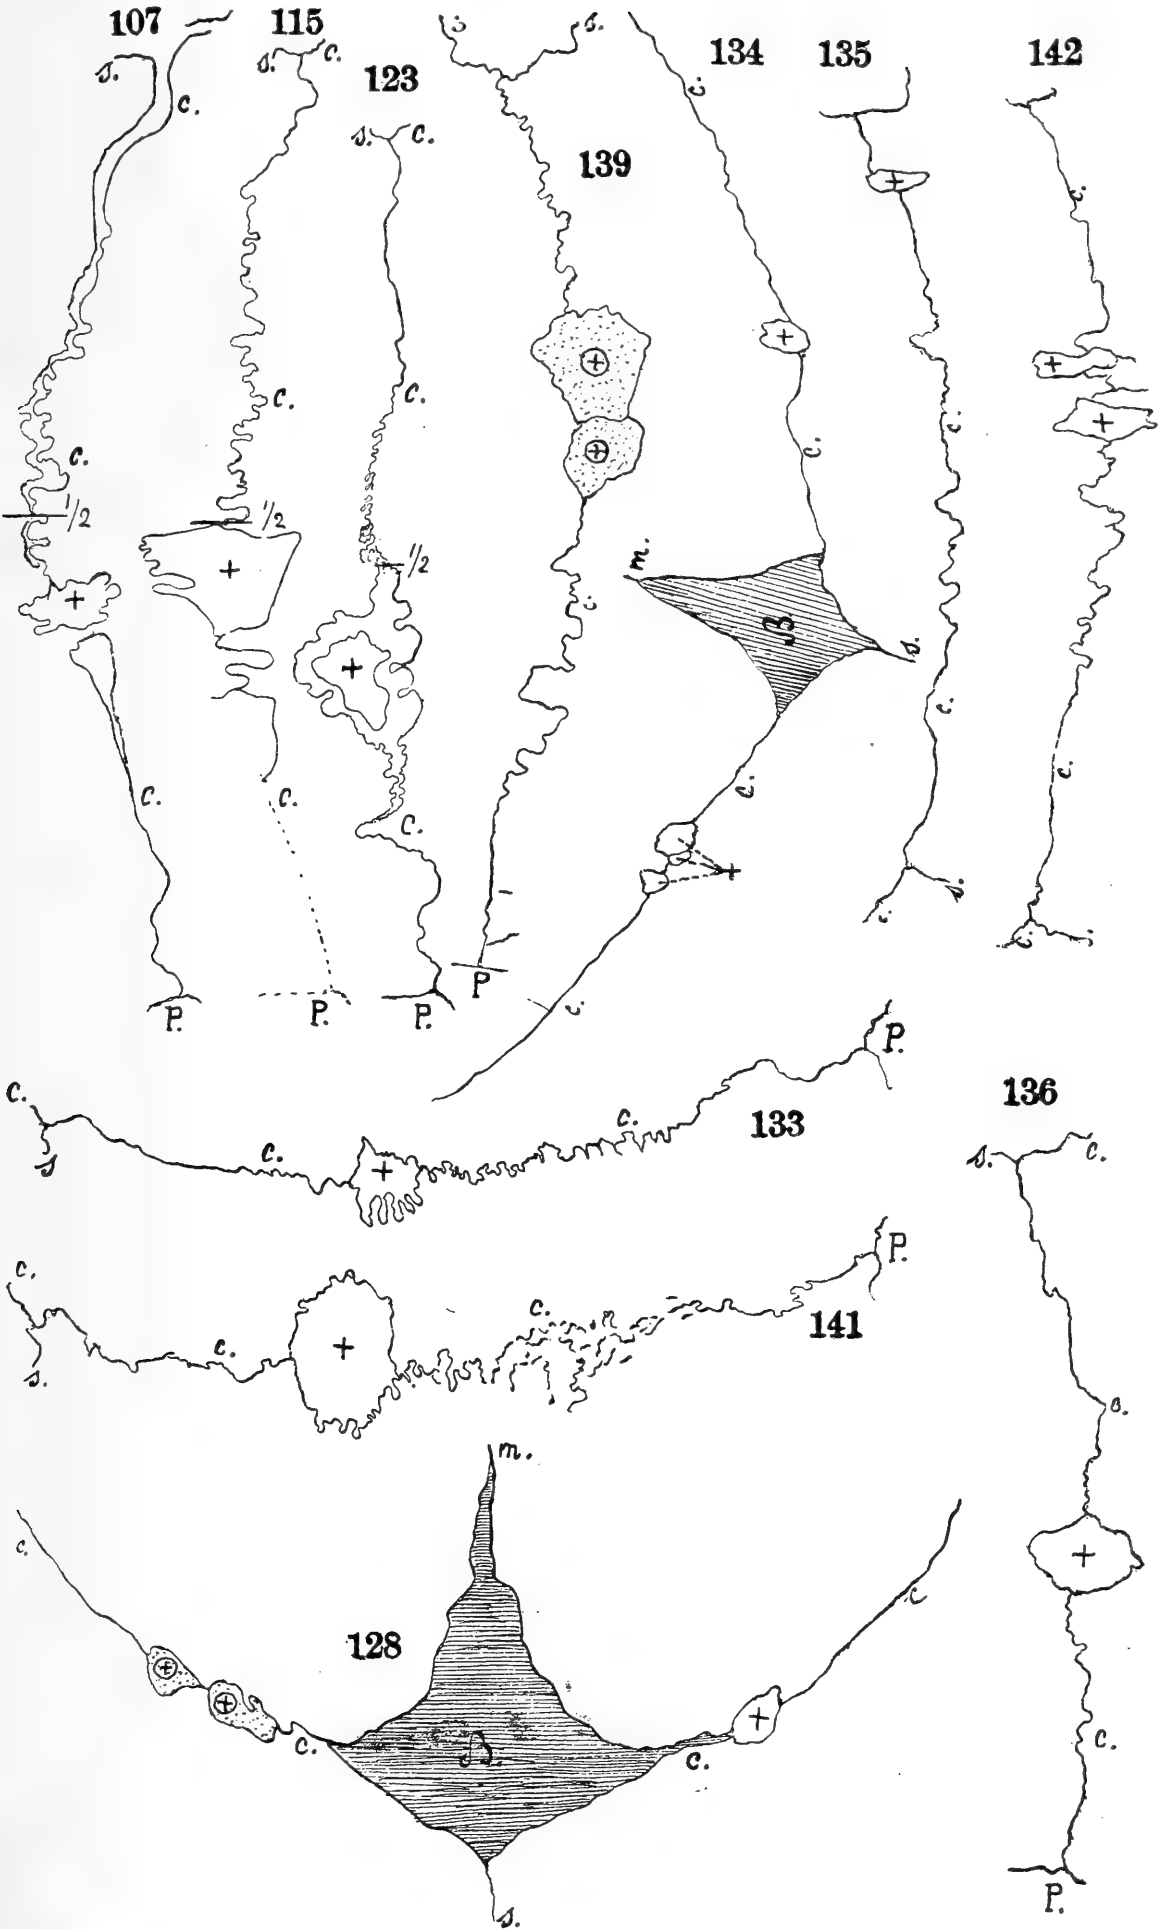 107
s.
c.
c.
1/2
+
c.
P.
115
s. c.
c.
1/2
+
c.
P.
123
s. c.
c.
1/2
+
c.
P.
c. s.
139
+
+
c.
P
134
c.
+
c.
m.
B
s.
c.
+
c.
135
+
c.
c.
c. s.
142
c.
+
+
c.
c. s.
c.
s
c.
+
c.
P.
133
c.
s.
c.
+
c.
P.
141
136
s. c.
c.
+
c.
P.
m.
c.
128
+
+
c.
B.
c.
+
c
s.